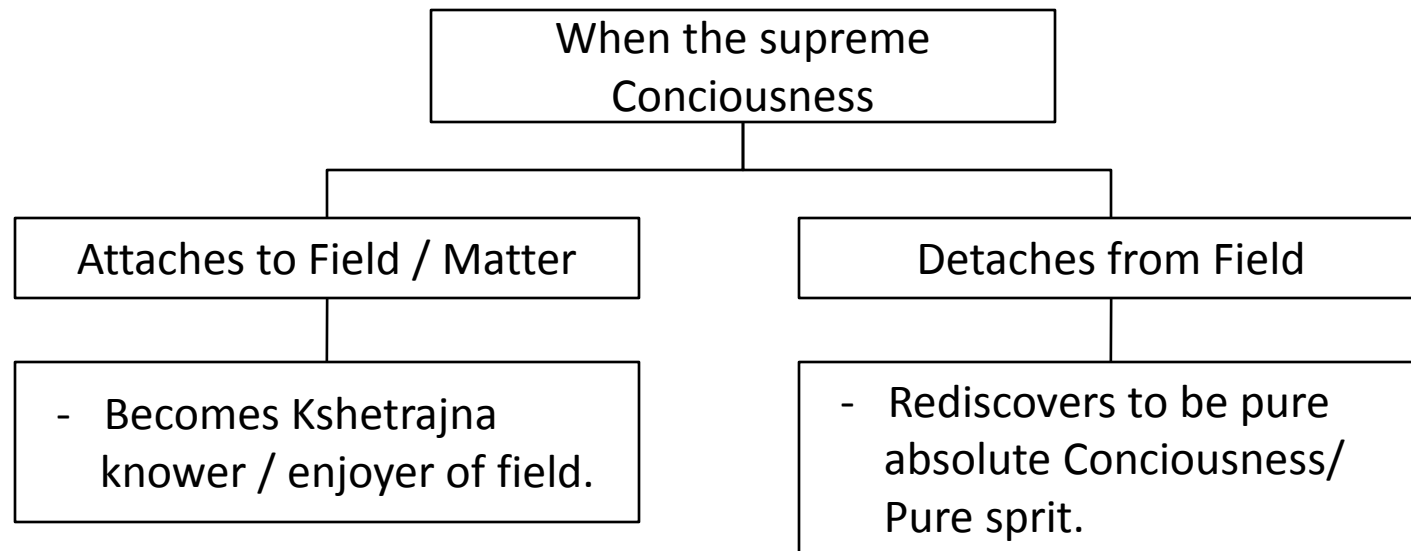 When the supreme
Conciousness
Attaches to Field / Matter
Detaches from Field
- Becomes Kshetrajna
knower / enjoyer of field.
- Rediscovers to be pure
absolute Conciousness/
Pure sprit.